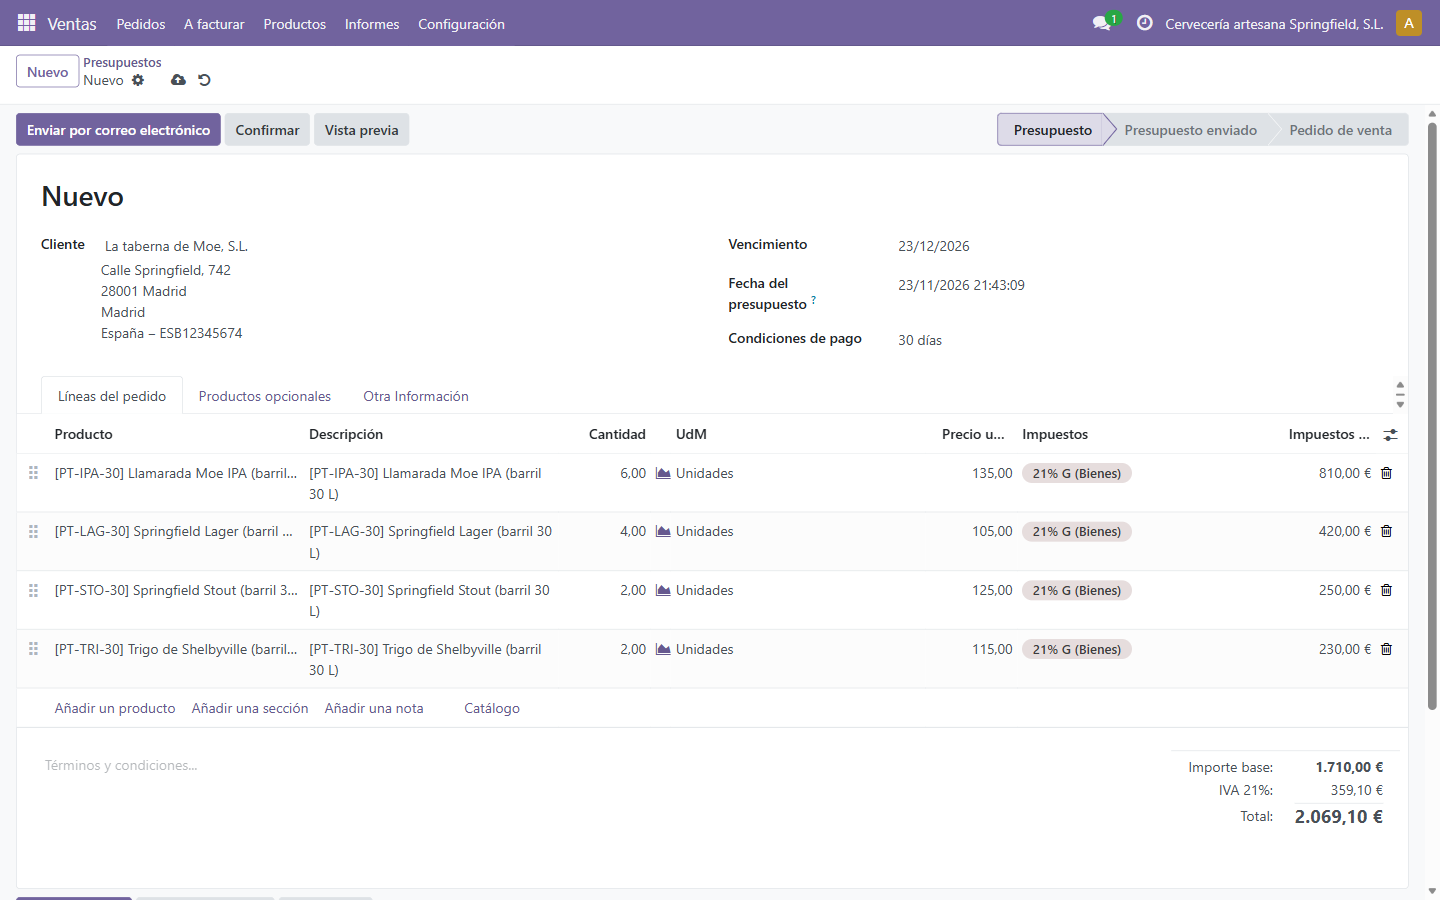 Ventas Pedidos A facturar Productos Informes Configuración 1 Cervecería artesana Springfield, S.L. A
Nuevo
Presupuestos
Nuevo
Enviar por correo electrónico Confirmar Vista previa Presupuesto Presupuesto enviado Pedido de venta
Nuevo
Cliente La taberna de Moe, S.L.
Calle Springfield, 742
28001 Madrid
Madrid
España – ESB12345674
Vencimiento 23/12/2026
Fecha del
presupuesto ? 23/11/2026 21:43:09
Condiciones de pago 30 días
Líneas del pedido Productos opcionales Otra Información
Producto Descripción Cantidad UdM Precio u... Impuestos Impuestos ...
[PT-IPA-30] Llamarada Moe IPA (barril... [PT-IPA-30] Llamarada Moe IPA (barril 6,00 Unidades 135,00 21% G (Bienes) 810,00 €
30 L)
[PT-LAG-30] Springfield Lager (barril ... [PT-LAG-30] Springfield Lager (barril 30 4,00 Unidades 105,00 21% G (Bienes) 420,00 €
L)
[PT-STO-30] Springfield Stout (barril 3... [PT-STO-30] Springfield Stout (barril 30 2,00 Unidades 125,00 21% G (Bienes) 250,00 €
L)
[PT-TRI-30] Trigo de Shelbyville (barril... [PT-TRI-30] Trigo de Shelbyville (barril 2,00 Unidades 115,00 21% G (Bienes) 230,00 €
30 L)
Añadir un producto Añadir una sección Añadir una nota Catálogo
Términos y condiciones...
Importe base: 1.710,00 €
IVA 21%: 359,10 €
Total: 2.069,10 €